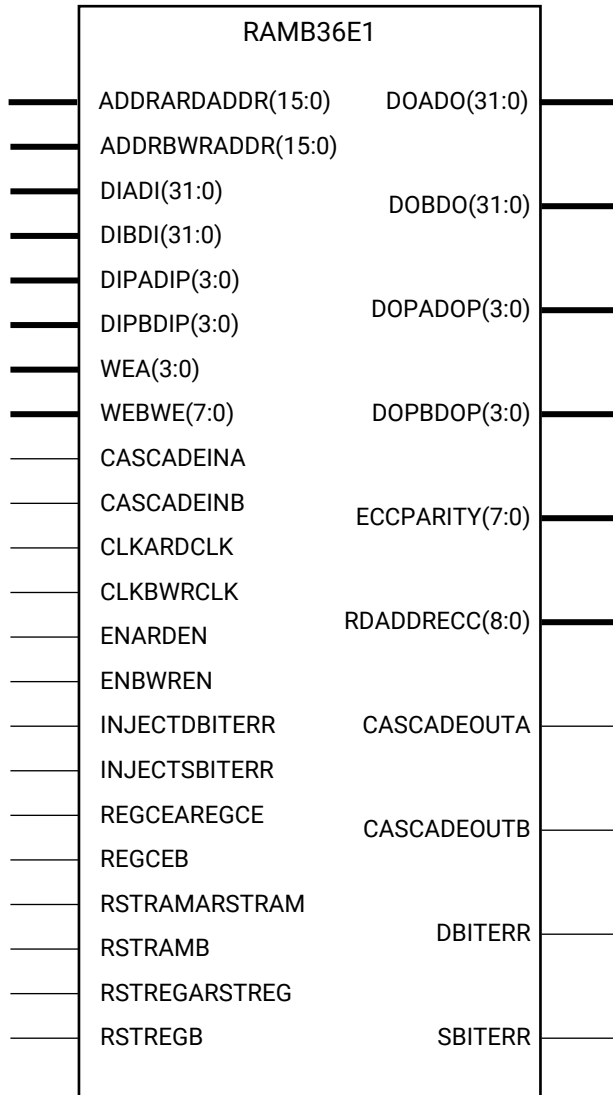 RAMB36E1
ADDRARDADDR(15:0)
ADDRBWRADDR(15:0)
DIADI(31:0)
DIBDI(31:0)
DIPADIP(3:0)
DIPBDIP(3:0)
WEA(3:0)
WEBWE(7:0)
CASCADEINA
CASCADEINB
CLKARDCLK
CLKBWRCLK
ENARDEN
ENBWREN
INJECTDBITERR
INJECTSBITERR
REGCEAREGCE
REGCEB
RSTRAMARSTRAM
RSTRAMB
RSTREGARSTREG
RSTREGB
DOADO(31:0)
DOBDO(31:0)
DOPADOP(3:0)
DOPBDOP(3:0)
ECCPARITY(7:0)
RDADDRECC(8:0)
CASCADEOUTA
CASCADEOUTB
DBITERR
SBITERR